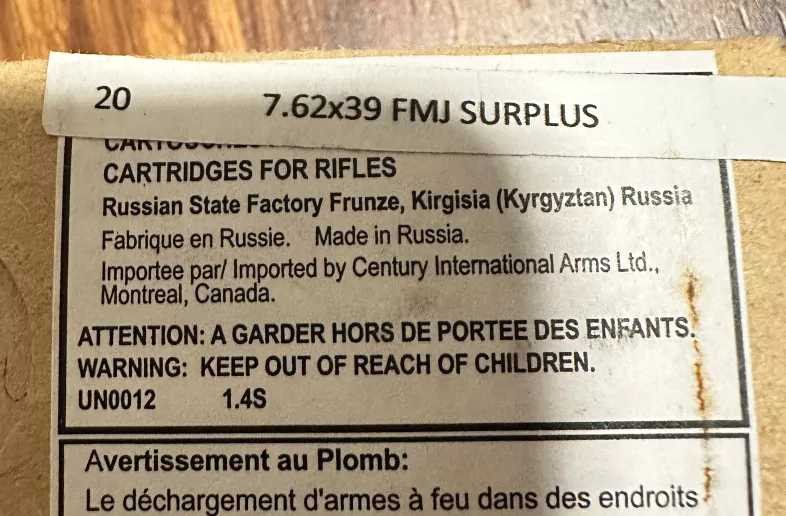 20 7.62x39 FMJ SURPLUS
CARTRIDGES FOR RIFLES
Russian State Factory Frunze, Kirgisia (Kyrgyztan) Russia
Fabrique en Russie. Made in Russia.
Importee par/ Imported by Century International Arms Ltd.,
Montreal, Canada.
ATTENTION: A GARDER HORS DE PORTEE DES ENFANTS.
WARNING: KEEP OUT OF REACH OF CHILDREN.
UN0012 1.4S
Avertissement au Plomb:
Le déchargement d'armes à feu dans des endroits